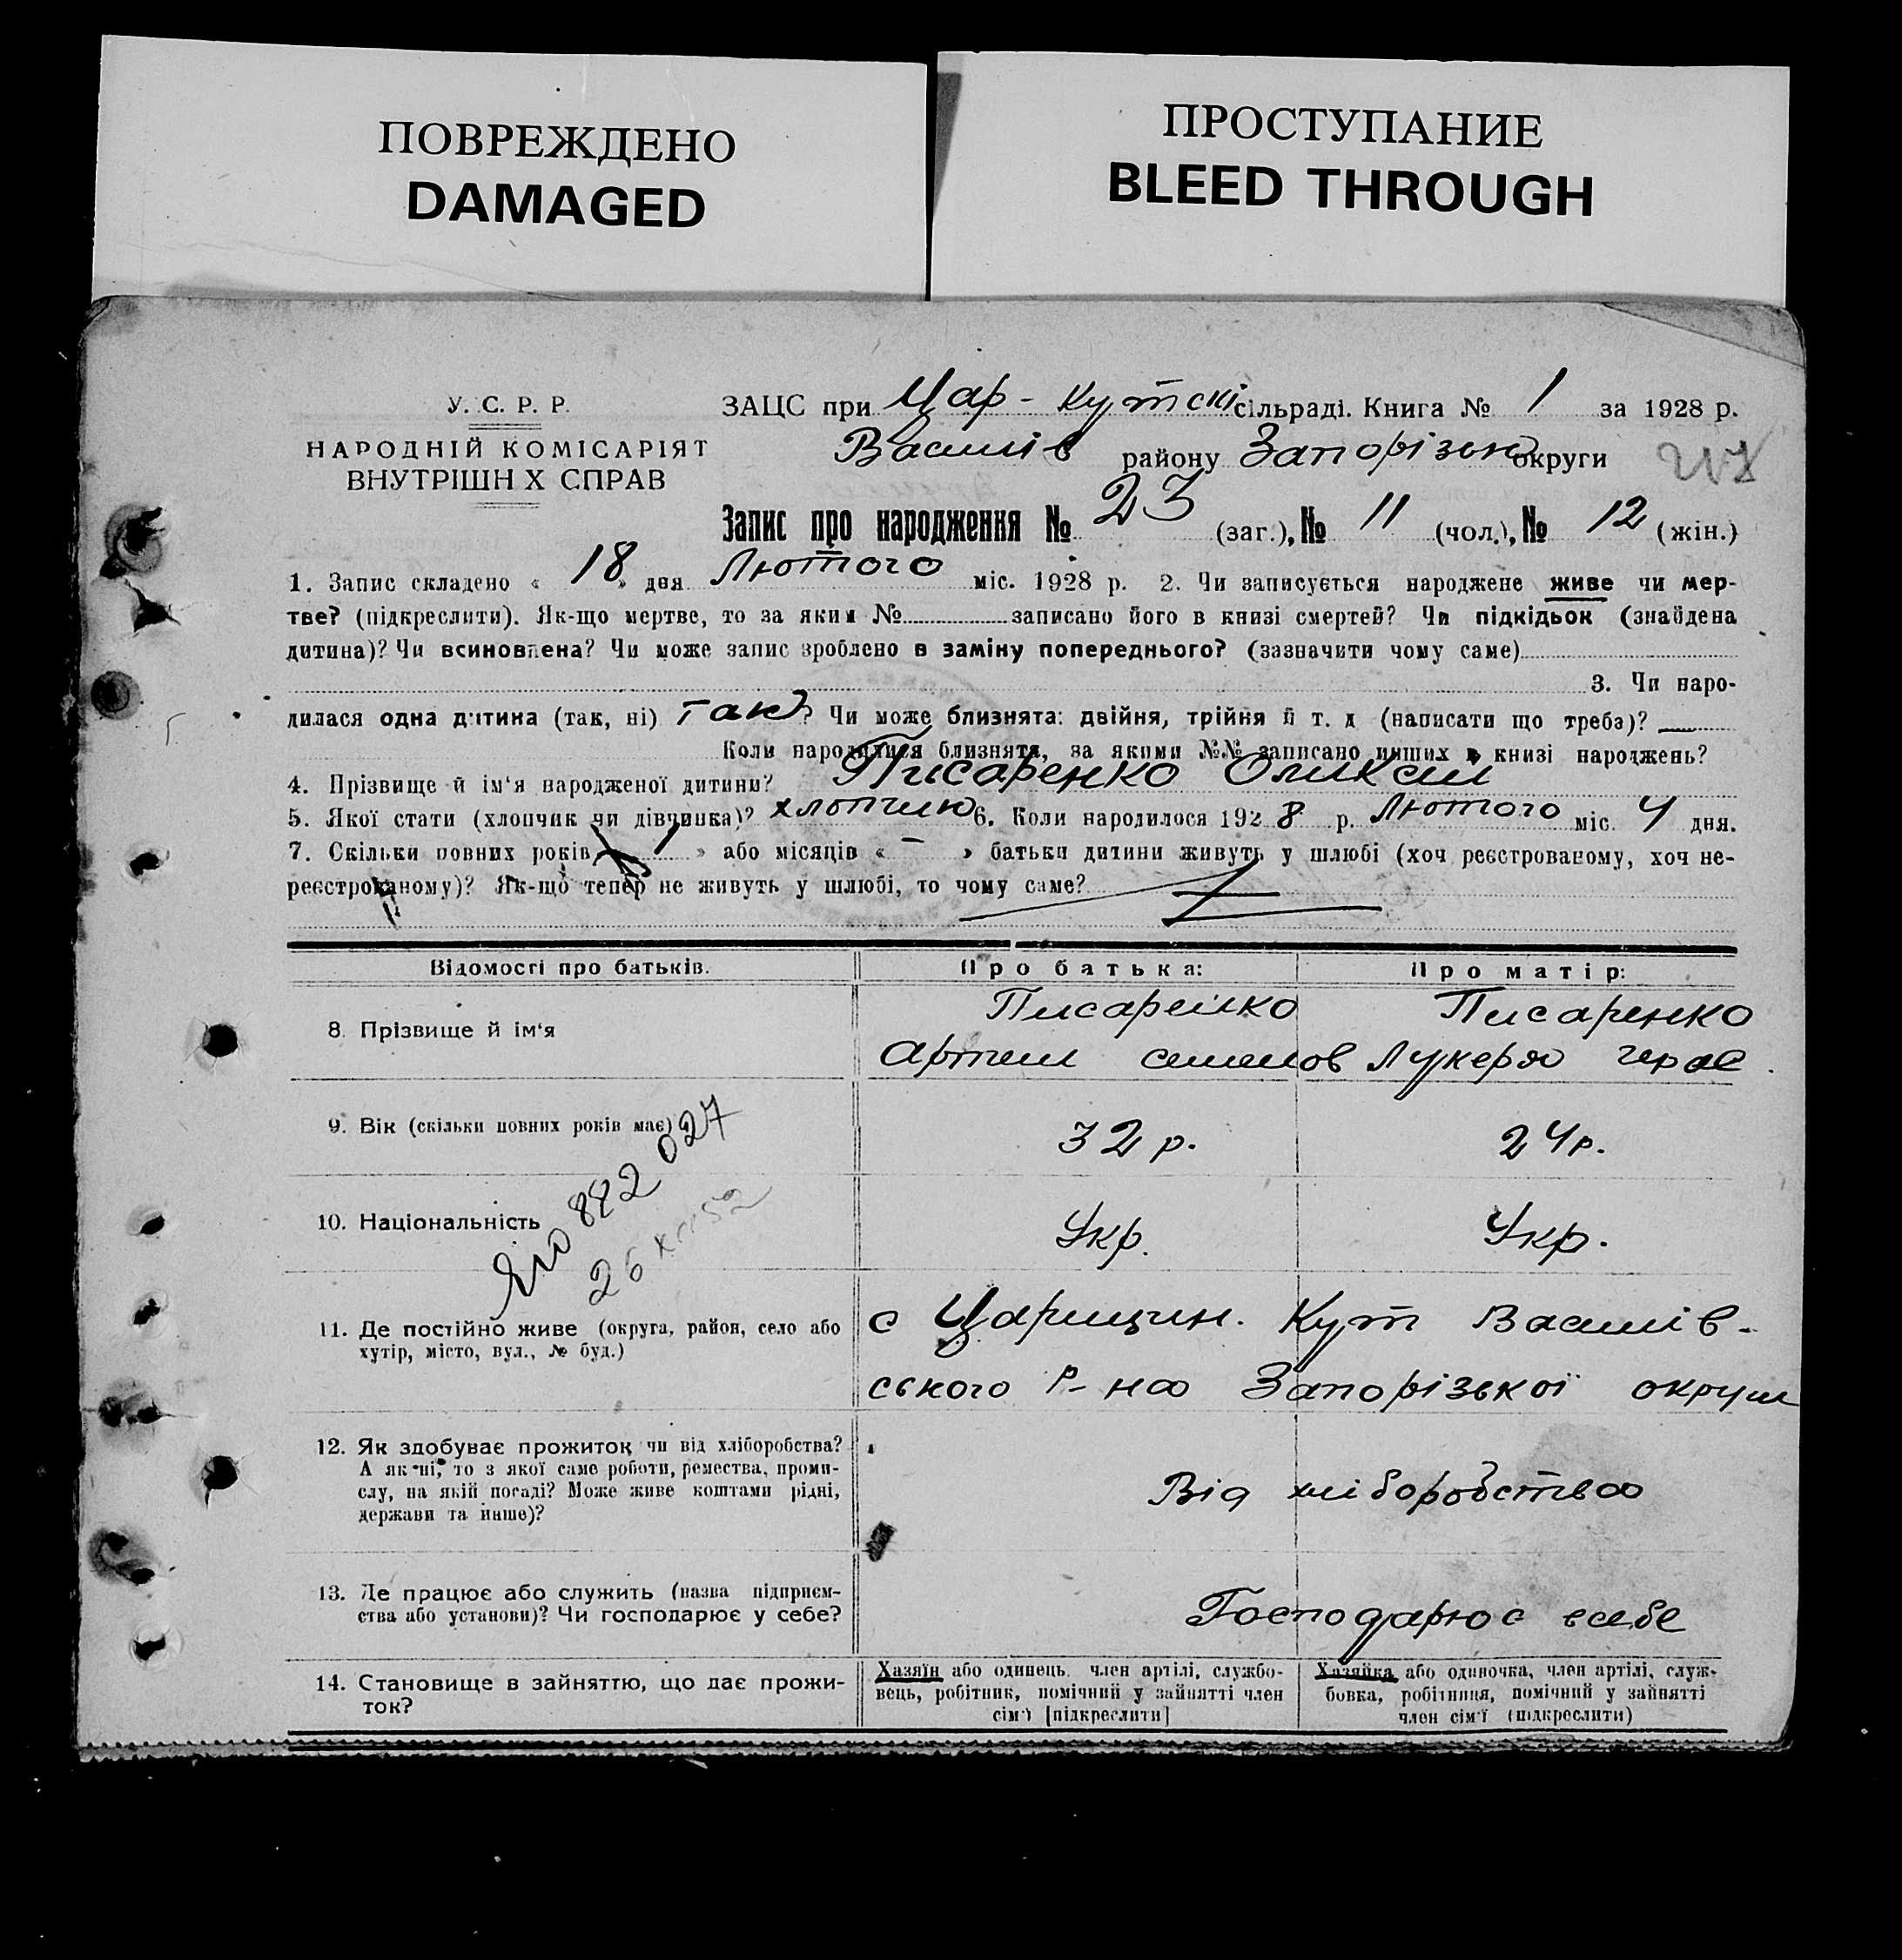 ПОВРЕЖДЕНО
DAMAGED
ПРОСТУПАНИЕ
BLEED THROUGH
У. С. Р. Р.
НАРОДНІЙ КОМІСАРІЯТ
ВНУТРІШН Х СПРАВ
ЗАЦС при Цар-Кутскі сільраді. Книга № 1 за 1928 р.
Василів району Запорізько округи
Запис про народження № 23 (заг.), № 11 (чол.), № 12 (жін.)
1. Запис складено « 18 » дня Лютого міс. 1928 р. 2. Чи записується народжене живе чи мер-
тве? (підкреслити). Як-що мертве, то за яким № записано його в книзі смертей? Чи підкідьок (знайдена
дитина)? Чи всиновлена? Чи може запис зроблено в заміну попереднього? (зазначити чому саме)
3. Чи наро-
дилася одна дитина (так, ні) так ? Чи може близнята: двійня, трійня й т. д (написати що треба)?
Коли народилися близнята, за якими №№ записано инших в книзі народжень?
4. Прізвище й ім‘я народженої дитини? Писаренко Оликсій
5. Якої стати (хлопчик чи дівчинка)? хлопчик 6. Коли народилося 1928 р. Лютого міс. 4 дня.
7. Скільки повних років 1 » або місяців « – » батьки дитини живуть у шлюбі (хоч реєстрованому, хоч не-
реєстрованому)? Як-що тепер не живуть у шлюбі, то чому саме?
Відомості про батьків.
Про батька:
Про матір:
8. Прізвище й ім‘я
Писаренко
Артем семенов
Писаренко
Лукеря герас
9. Вік (скільки повних років має)
32 р.
24 р.
10. Національність
Укр.
Укр.
882 027
26
52
11. Де постійно живе (округа, район, село або
хутір, місто, вул., № буд.)
с Царицин. Кут Василів-
ського Р-на Запорізької округи
12. Як здобуває прожиток чи від хліборобства?
А як ні, то з якої саме роботи, ремества, проми-
слу, на якій посаді? Може живе коштами рідні,
держави та инше)?
Від хліборобства
13. Де працює або служить (назва підприєм-
ства або установи)? Чи господарює у себе?
Господарює всебе
14. Становище в зайняттю, що дає прожи-
ток?
Хазяїн або одинець, член артілі, службо-
вець, робітник, помічний у зайнятті член
сім‘ї [підкреслити]
Хазяйка або одиночка, член артілі, служ-
бовка, робітниця, помічний у зайнятті
член сім‘ї (підкреслити)